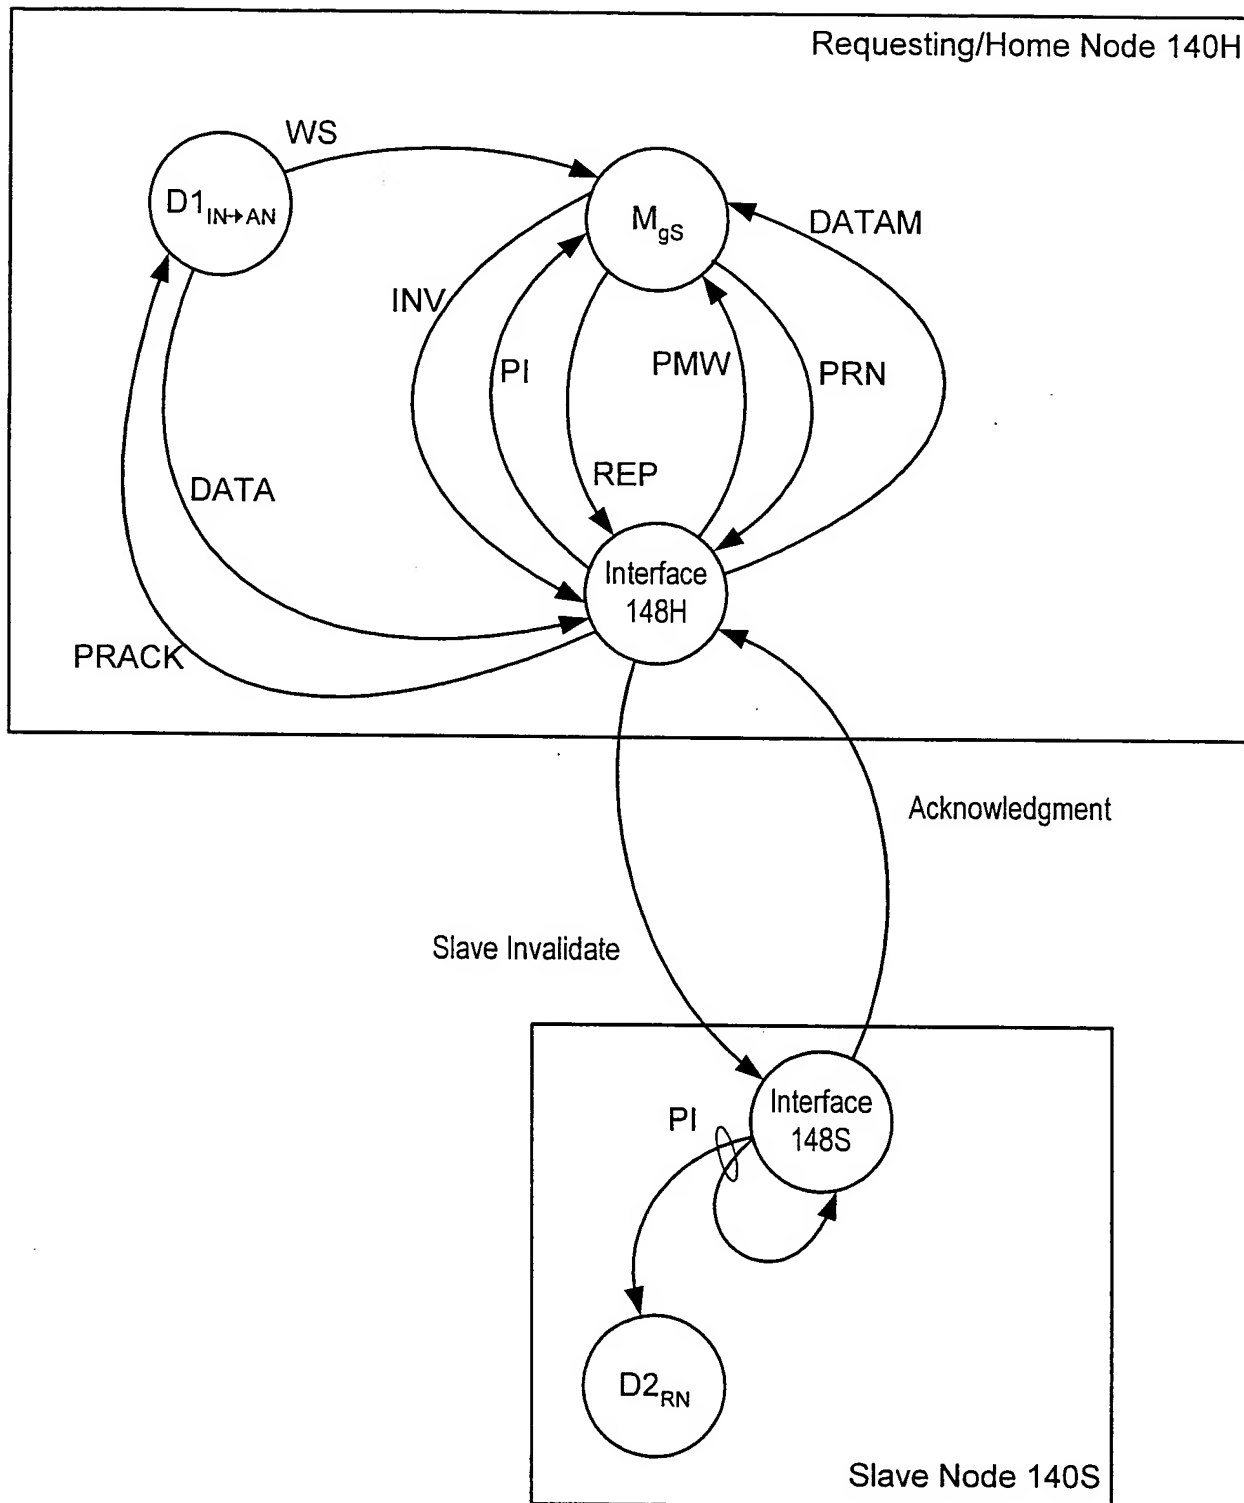 Requesting/Home Node 140H
WS
D1IN→AN
MgS
DATAM
INV
PI
PMW
PRN
REP
DATA
Interface
148H
PRACK
Acknowledgment
Slave Invalidate
Interface
148S
PI
D2RN
Slave Node 140S